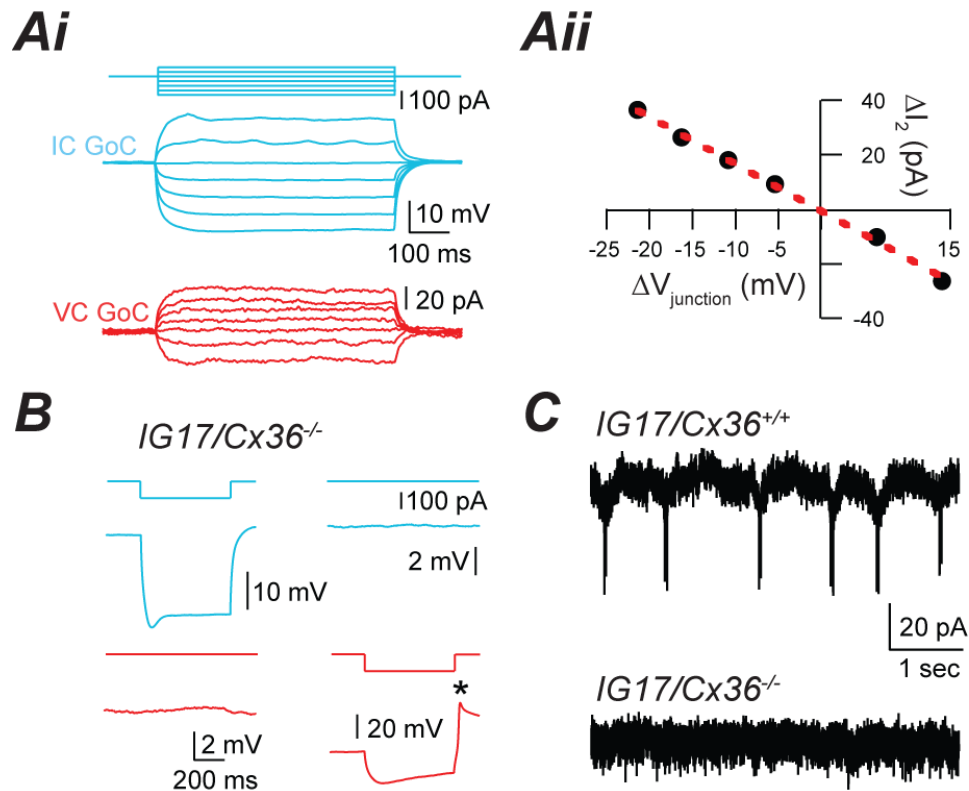 Ai
100 pA
IC GoC
10 mV
100 ms
VC GoC
20 pA
Aii
40
20
ΔI2 (pA)
-25 -20 -15 -10 -5 15
ΔVjunction (mV)
-40
B
IG17/Cx36-/-
100 pA
2 mV
10 mV
*
20 mV
2 mV
200 ms
C
IG17/Cx36+/+
20 pA
1 sec
IG17/Cx36-/-